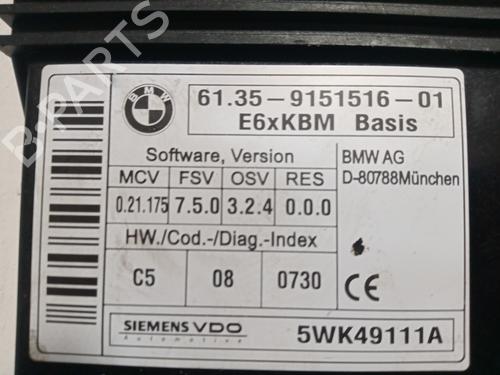 B-PARTS
BMW
61.35-9151516-01
E6xKBM Basis
Software, Version
MCV FSV OSV RES
0.21.175 7.5.0 3.2.4 0.0.0
HW./Cod.-/Diag.-Index
C5 08 0730
BMW AG
D-80788München
CE
SIEMENS VDO
Automotive
5WK49111A